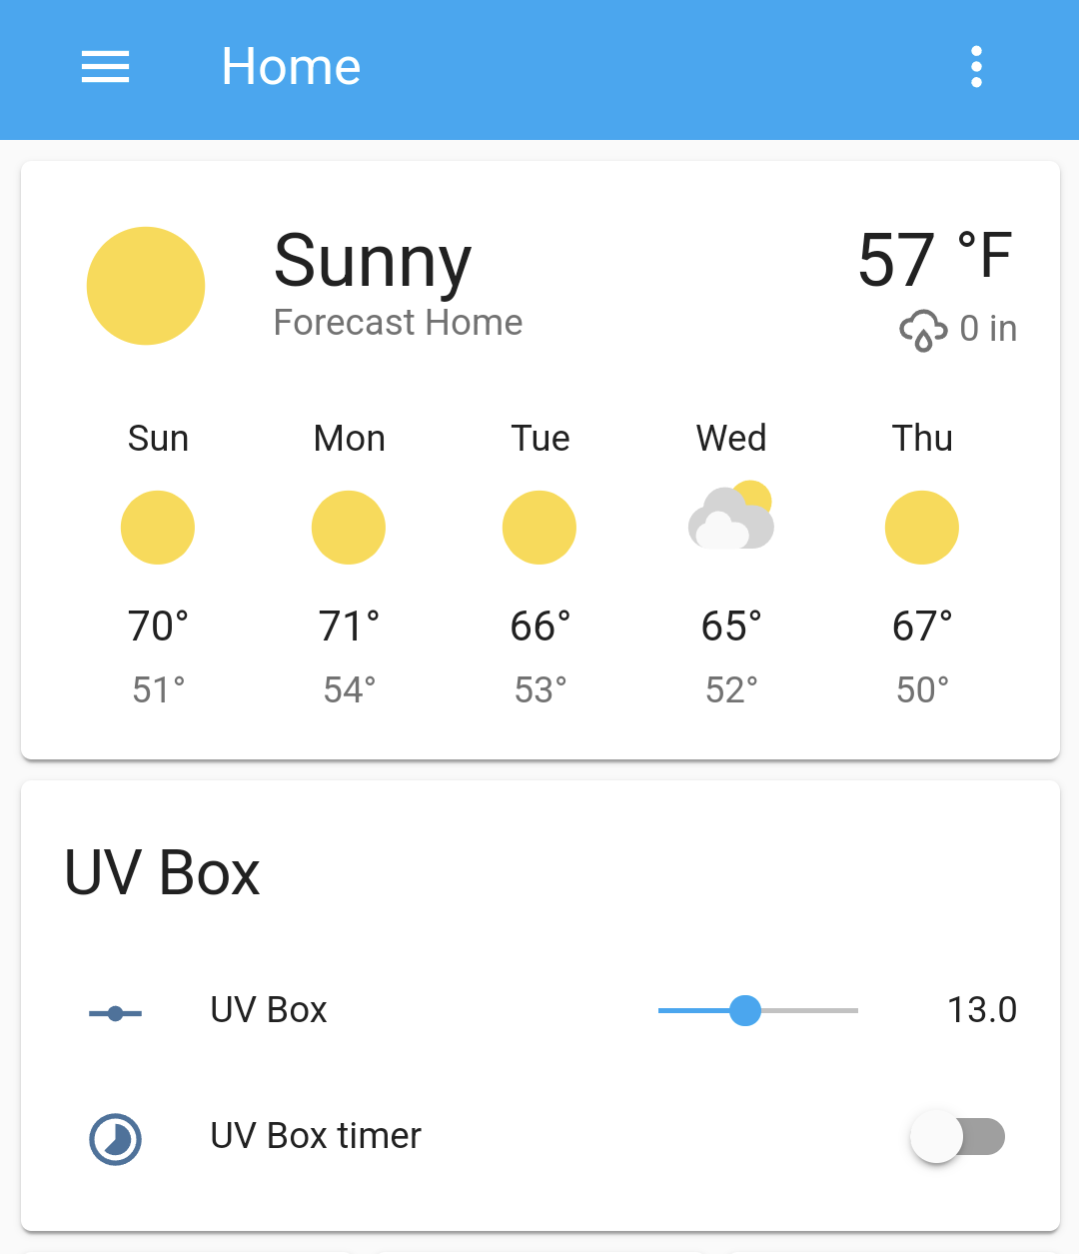 Home
Sunny 57 °F
Forecast Home 0 in
Sun Mon Tue Wed Thu
70° 71° 66° 65° 67°
51° 54° 53° 52° 50°
UV Box
UV Box 13.0
UV Box timer